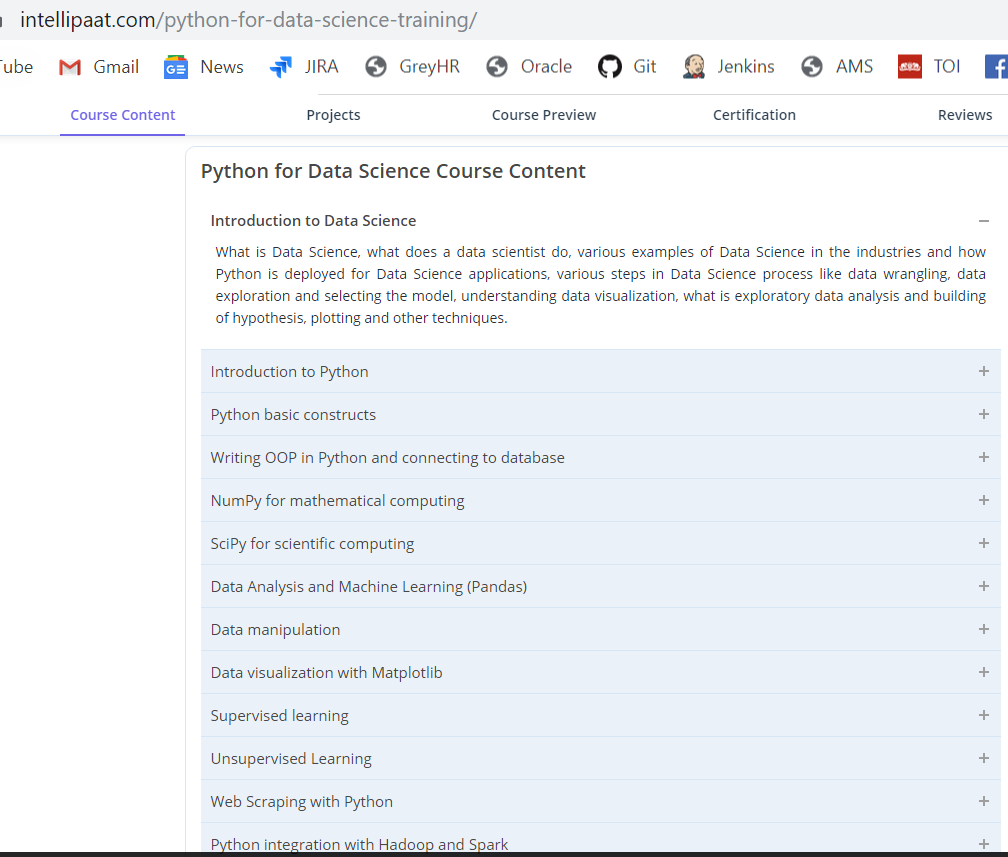 intellipaat.com/python-for-data-science-training/
Gmail News JIRA GreyHR Oracle Git Jenkins AMS TOI
Course Content Projects Course Preview Certification Reviews
Python for Data Science Course Content
Introduction to Data Science
What is Data Science, what does a data scientist do, various examples of Data Science in the industries and how
Python is deployed for Data Science applications, various steps in Data Science process like data wrangling, data
exploration and selecting the model, understanding data visualization, what is exploratory data analysis and building
of hypothesis, plotting and other techniques.
Introduction to Python
Python basic constructs
Writing OOP in Python and connecting to database
NumPy for mathematical computing
SciPy for scientific computing
Data Analysis and Machine Learning (Pandas)
Data manipulation
Data visualization with Matplotlib
Supervised learning
Unsupervised Learning
Web Scraping with Python
Python integration with Hadoop and Spark